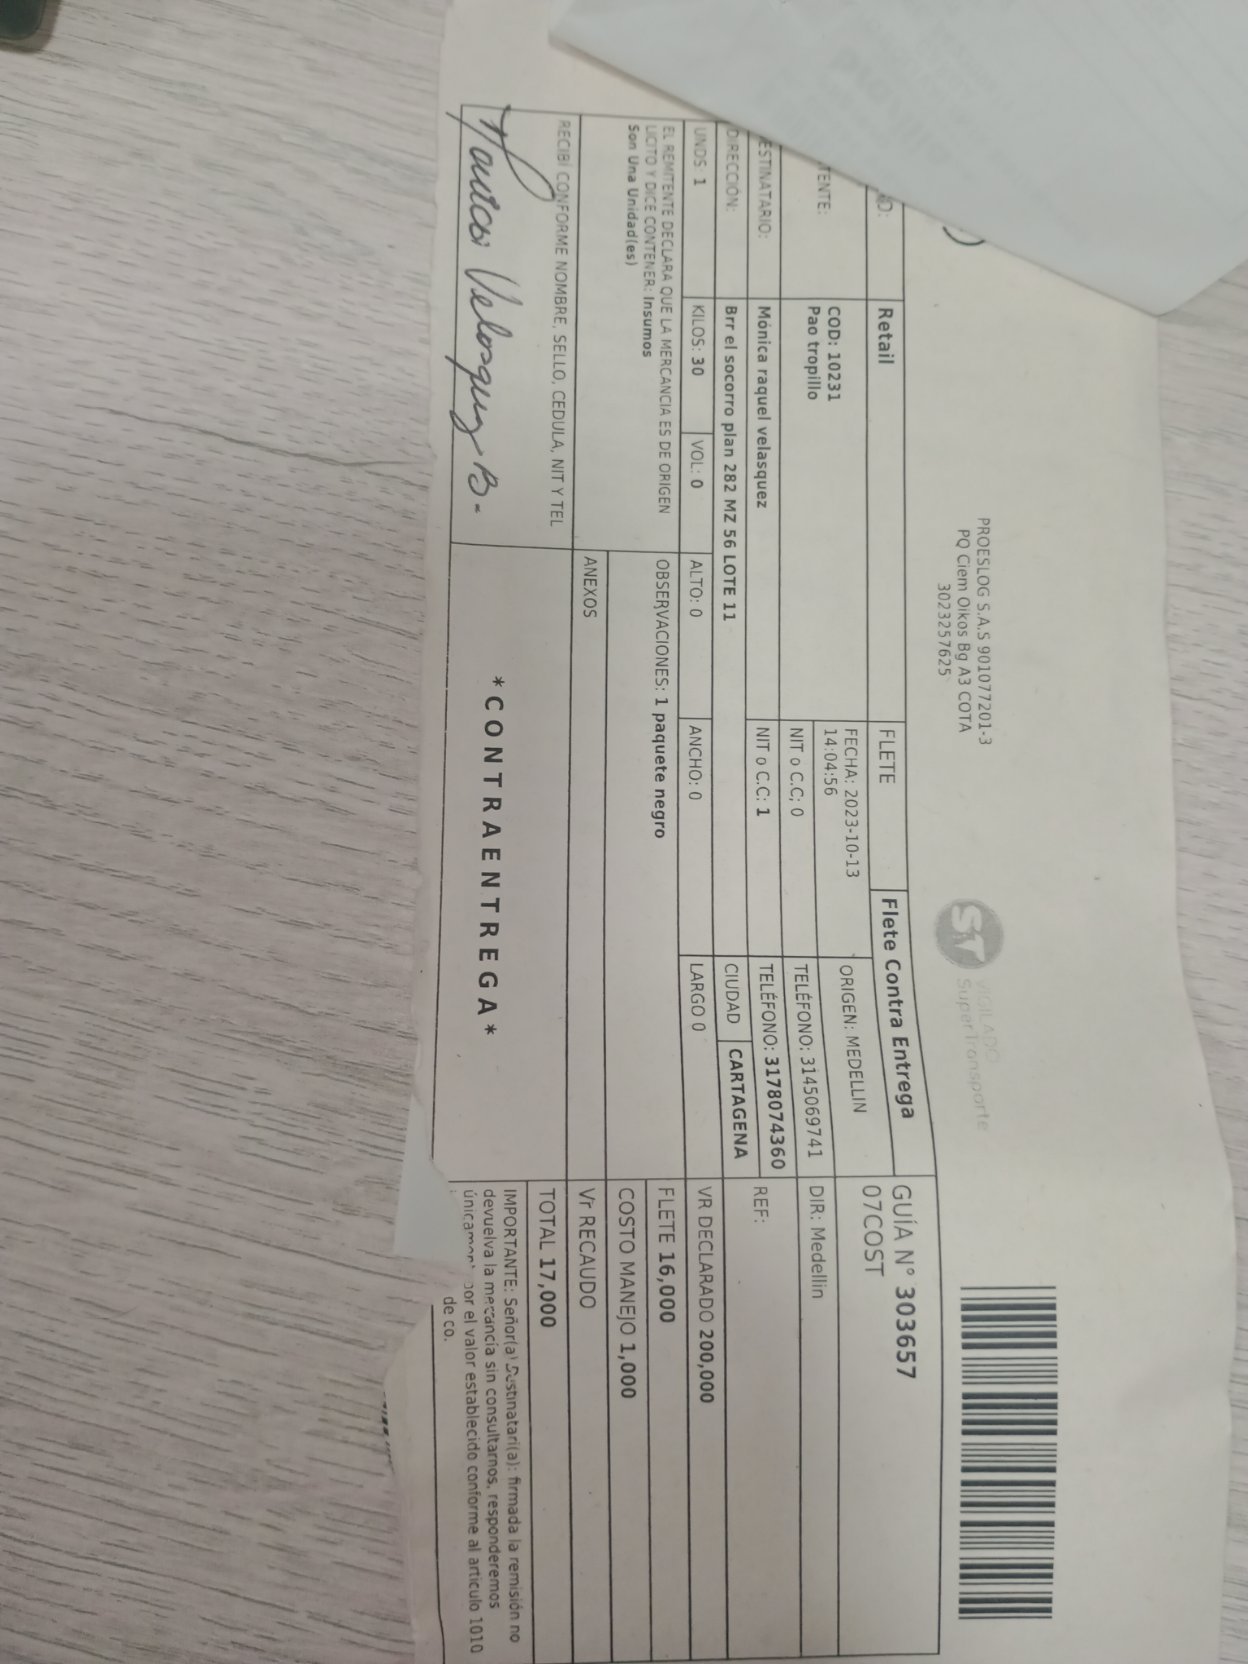 PROESLOG S.A.S 901077201-3
PQ Ciem Oikos Bg A3 COTA
3023257625
ST
VIGILADO
SuperTransporte
Retail
FLETE
Flete Contra Entrega
GUÍA N° 303657
07COST
COD: 10231
Pao tropillo
FECHA: 2023-10-13
14:04:56
ORIGEN: MEDELLIN
TENTE:
NIT o C.C: 0
TELÉFONO: 3145069741
DIR: Medellin
ESTINATARIO:
Mónica raquel velasquez
NIT o C.C: 1
TELÉFONO: 3178074360
REF:
DIRECCION:
Brr el socorro plan 282 MZ 56 LOTE 11
CIUDAD
CARTAGENA
UNDS: 1
KILOS: 30
VOL: 0
ALTO: 0
ANCHO: 0
LARGO 0
VR DECLARADO 200,000
EL REMITENTE DECLARA QUE LA MERCANCIA ES DE ORIGEN
LICITO Y DICE CONTENER: Insumos
Son Una Unidad(es)
OBSERVACIONES: 1 paquete negro
FLETE 16,000
COSTO MANEJO 1,000
ANEXOS
Vr RECAUDO
RECIBÍ CONFORME NOMBRE, SELLO, CEDULA, NIT Y TEL
TOTAL 17,000
Velasquez B.
*CONTRAENTREGA*
IMPORTANTE: Señor(a) Destinatari(a): firmada la remisión no
devuelva la mercancía sin consultarnos, responderemos
por el valor establecido conforme al articulo 1010
de co.